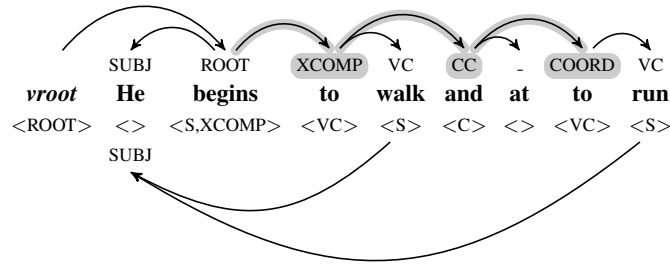 SUBJ ROOT XCOMP VC CC - COORD VC
vroot He begins to walk and at to run
<ROOT> <> <S,XCOMP> <VC> <S> <C> <> <VC> <S>
SUBJ